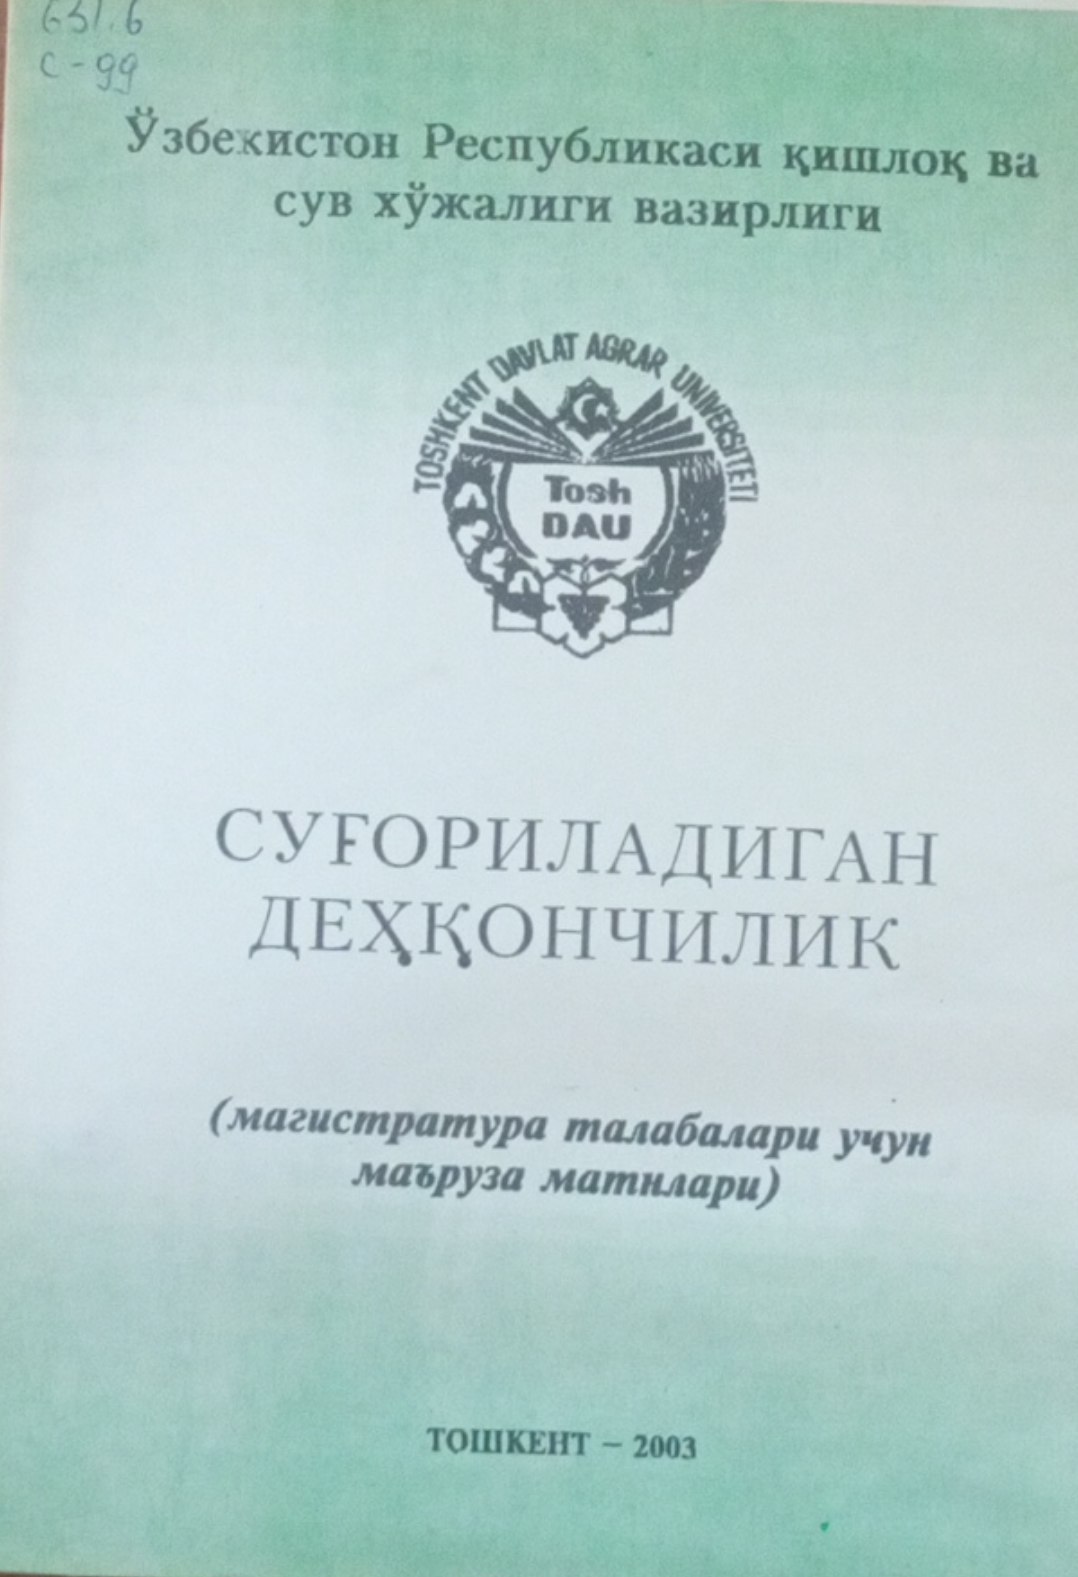 631.6
С-99
Ўзбекистон Республикаси қишлоқ ва
сув хўжалиги вазирлиги
TOSHKENT DAVLAT AGRAR UNIVERSITETI
Tosh
DAU
СУҒОРИЛАДИГАН
ДЕҲҚОНЧИЛИК
(магистратура талабалари учун
маъруза матнлари)
ТОШКЕНТ – 2003